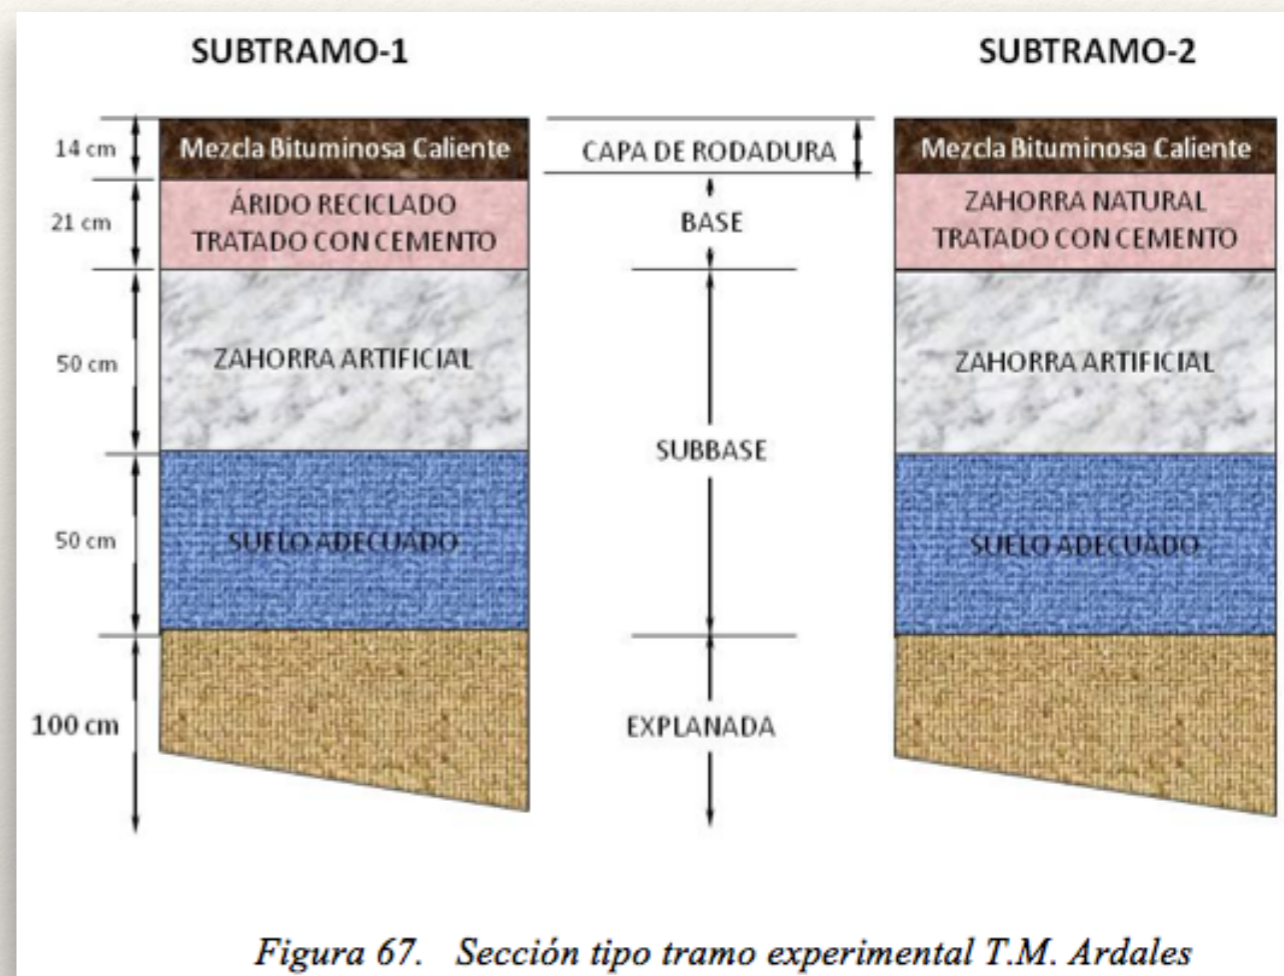 SUBTRAMO-1
SUBTRAMO-2
14 cm
Mezcla Bituminosa Caliente
CAPA DE RODADURA
Mezcla Bituminosa Caliente
21 cm
ÁRIDO RECICLADO
TRATADO CON CEMENTO
BASE
ZAHORRA NATURAL
TRATADO CON CEMENTO
50 cm
ZAHORRA ARTIFICIAL
ZAHORRA ARTIFICIAL
SUBBASE
50 cm
SUELO ADECUADO
SUELO ADECUADO
100 cm
EXPLANADA
Figura 67. Sección tipo tramo experimental T.M. Ardales